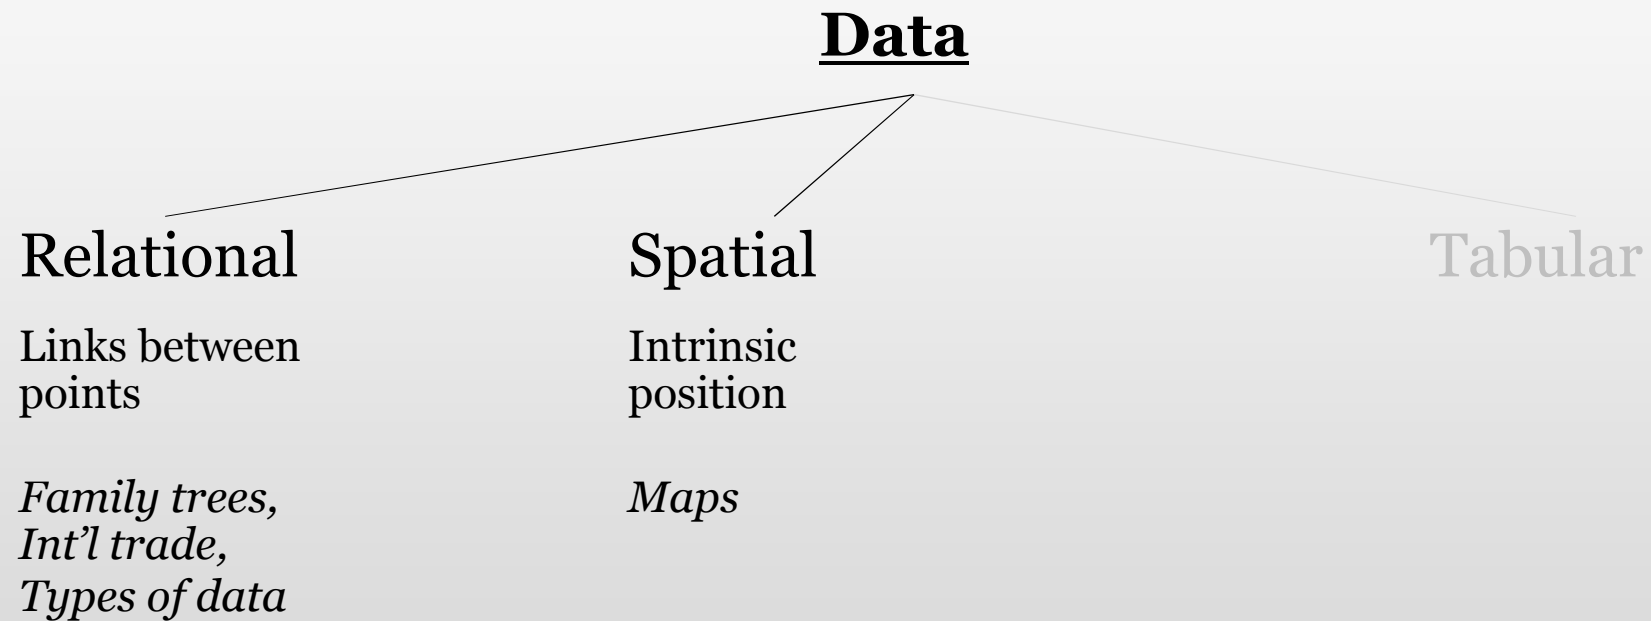 Data
Relational
Spatial
Tabular
Links between
points
Intrinsic
position
Family trees,
Int’l trade,
Types of data
Maps